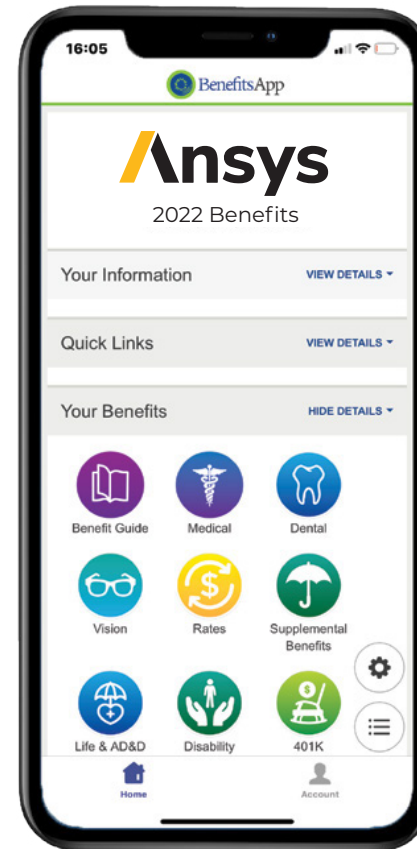 16:05
BenefitsApp
Ansys
2022 Benefits
Your Information VIEW DETAILS
Quick Links VIEW DETAILS
Your Benefits HIDE DETAILS
Benefit Guide Medical Dental
$
Vision Rates Supplemental
Benefits
$
Life & AD&D Disability 401K
Home Account